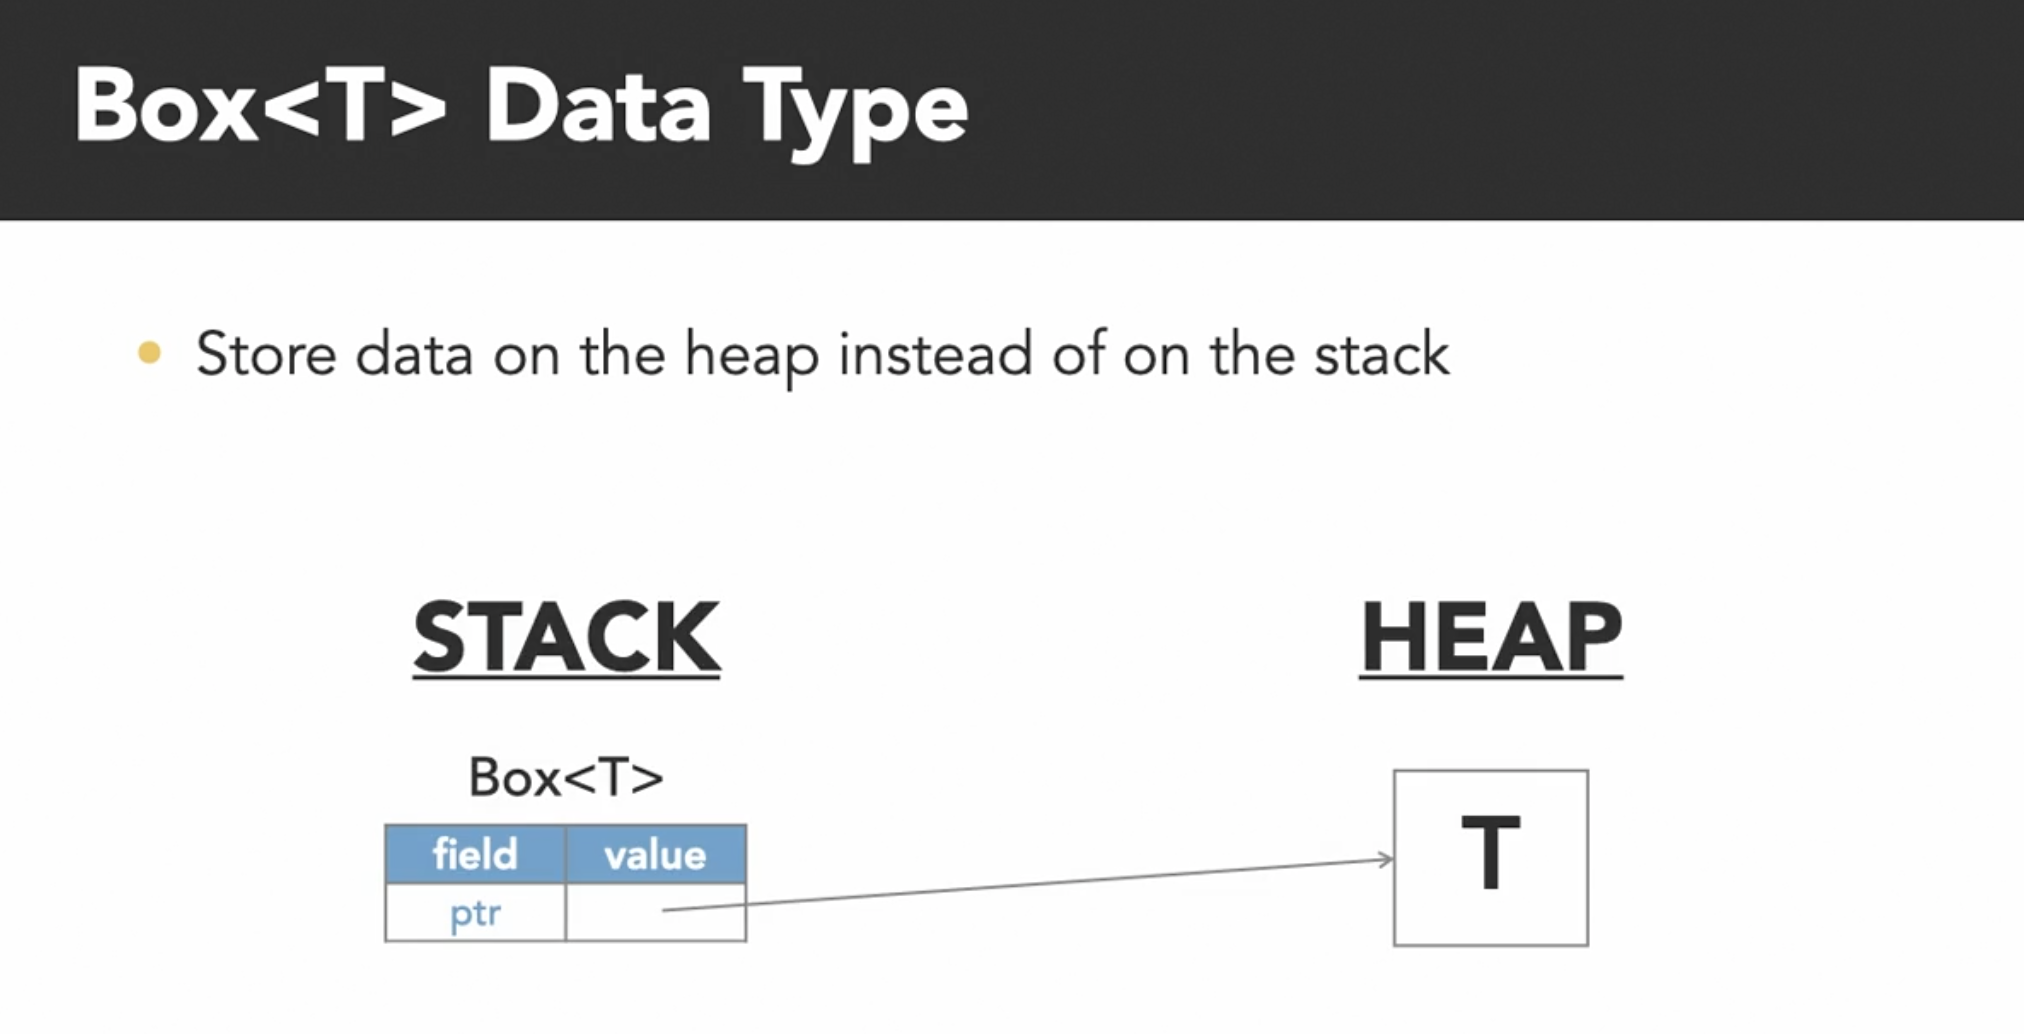 Box<T> Data Type
• Store data on the heap instead of on the stack
STACK
HEAP
Box<T>
field value
ptr
T